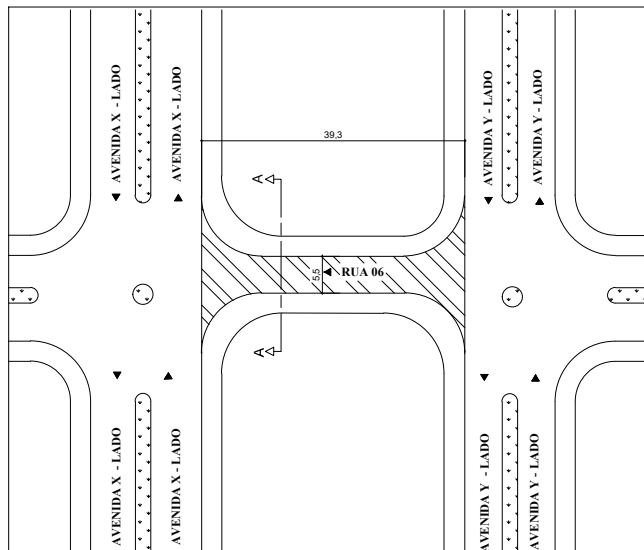 AVENIDA X - LADO
AVENIDA X - LADO
AVENIDA Y - LADO
AVENIDA Y - LADO
39,3
A
5,5
RUA 06
A
AVENIDA X - LADO
AVENIDA X - LADO
AVENIDA Y - LADO
AVENIDA Y - LADO